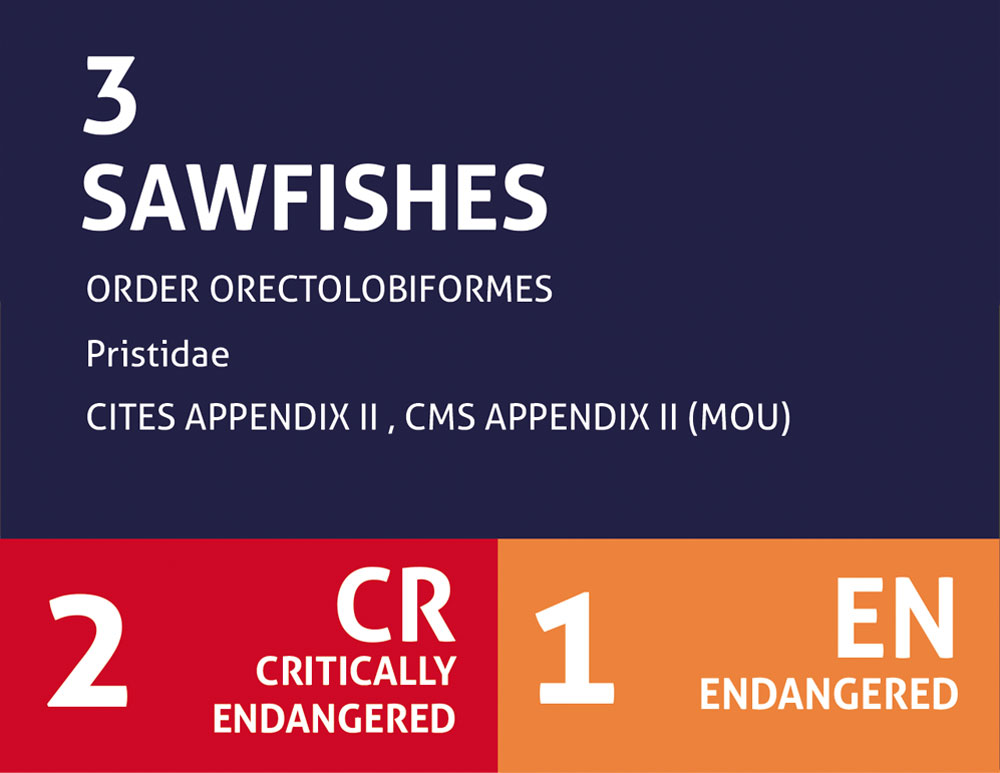 3
SAWFISHES
ORDER ORECTOLOBIFORMES
Pristidae
CITES APPENDIX II , CMS APPENDIX II (MOU)
2
CR
CRITICALLY
ENDANGERED
1
EN
ENDANGERED